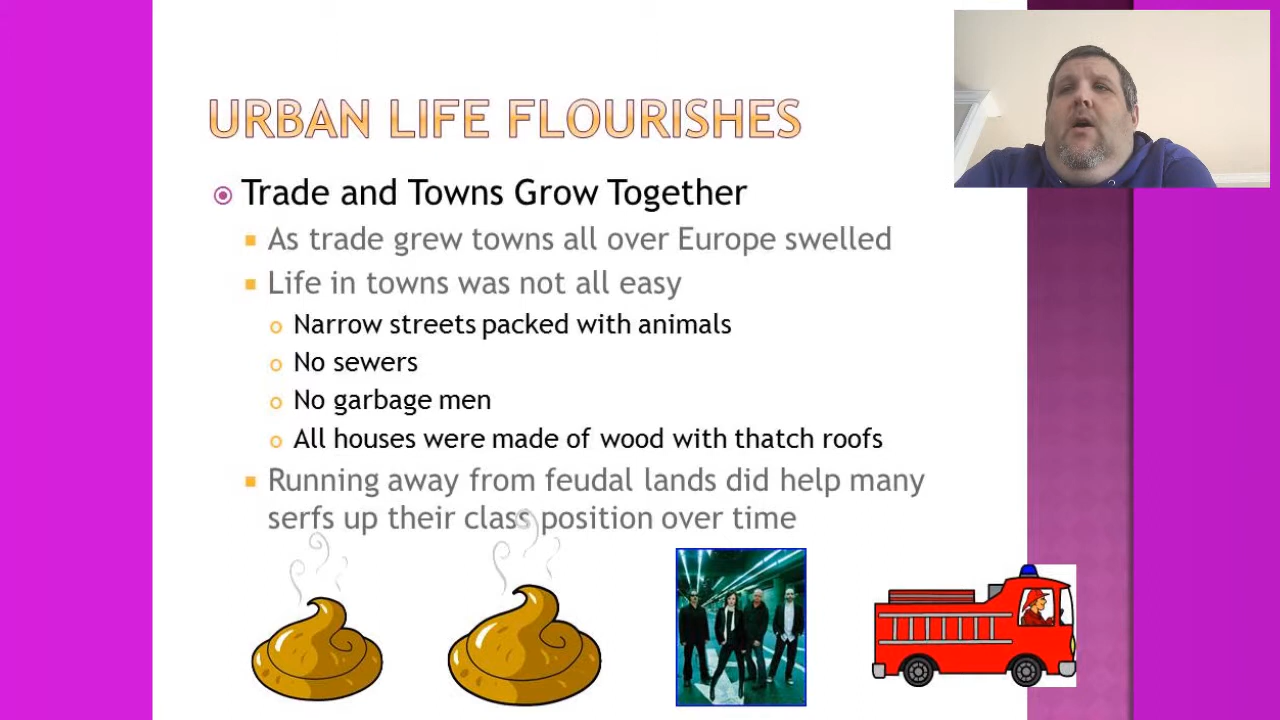 URBAN LIFE FLOURISHES
Trade and Towns Grow Together
As trade grew towns all over Europe swelled
Life in towns was not all easy
Narrow streets packed with animals
No sewers
No garbage men
All houses were made of wood with thatch roofs
Running away from feudal lands did help many
serfs up their class position over time